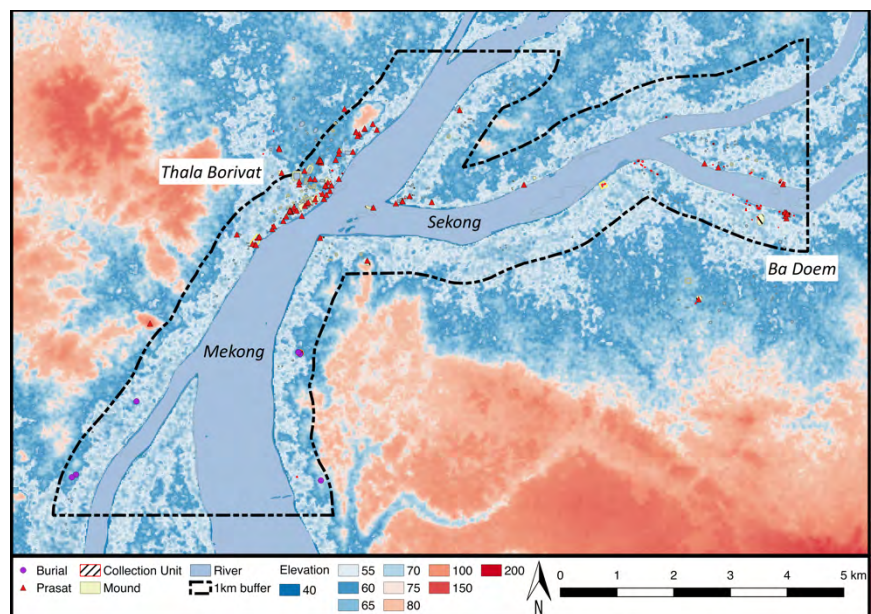 Thala Borivat
Sekong
Ba Doem
Mekong
Burial Collection Unit River Elevation 55 70 100 200 0 1 2 3 4 5 km
Prasat Mound 1km buffer 40 60 75 150
65 80
N